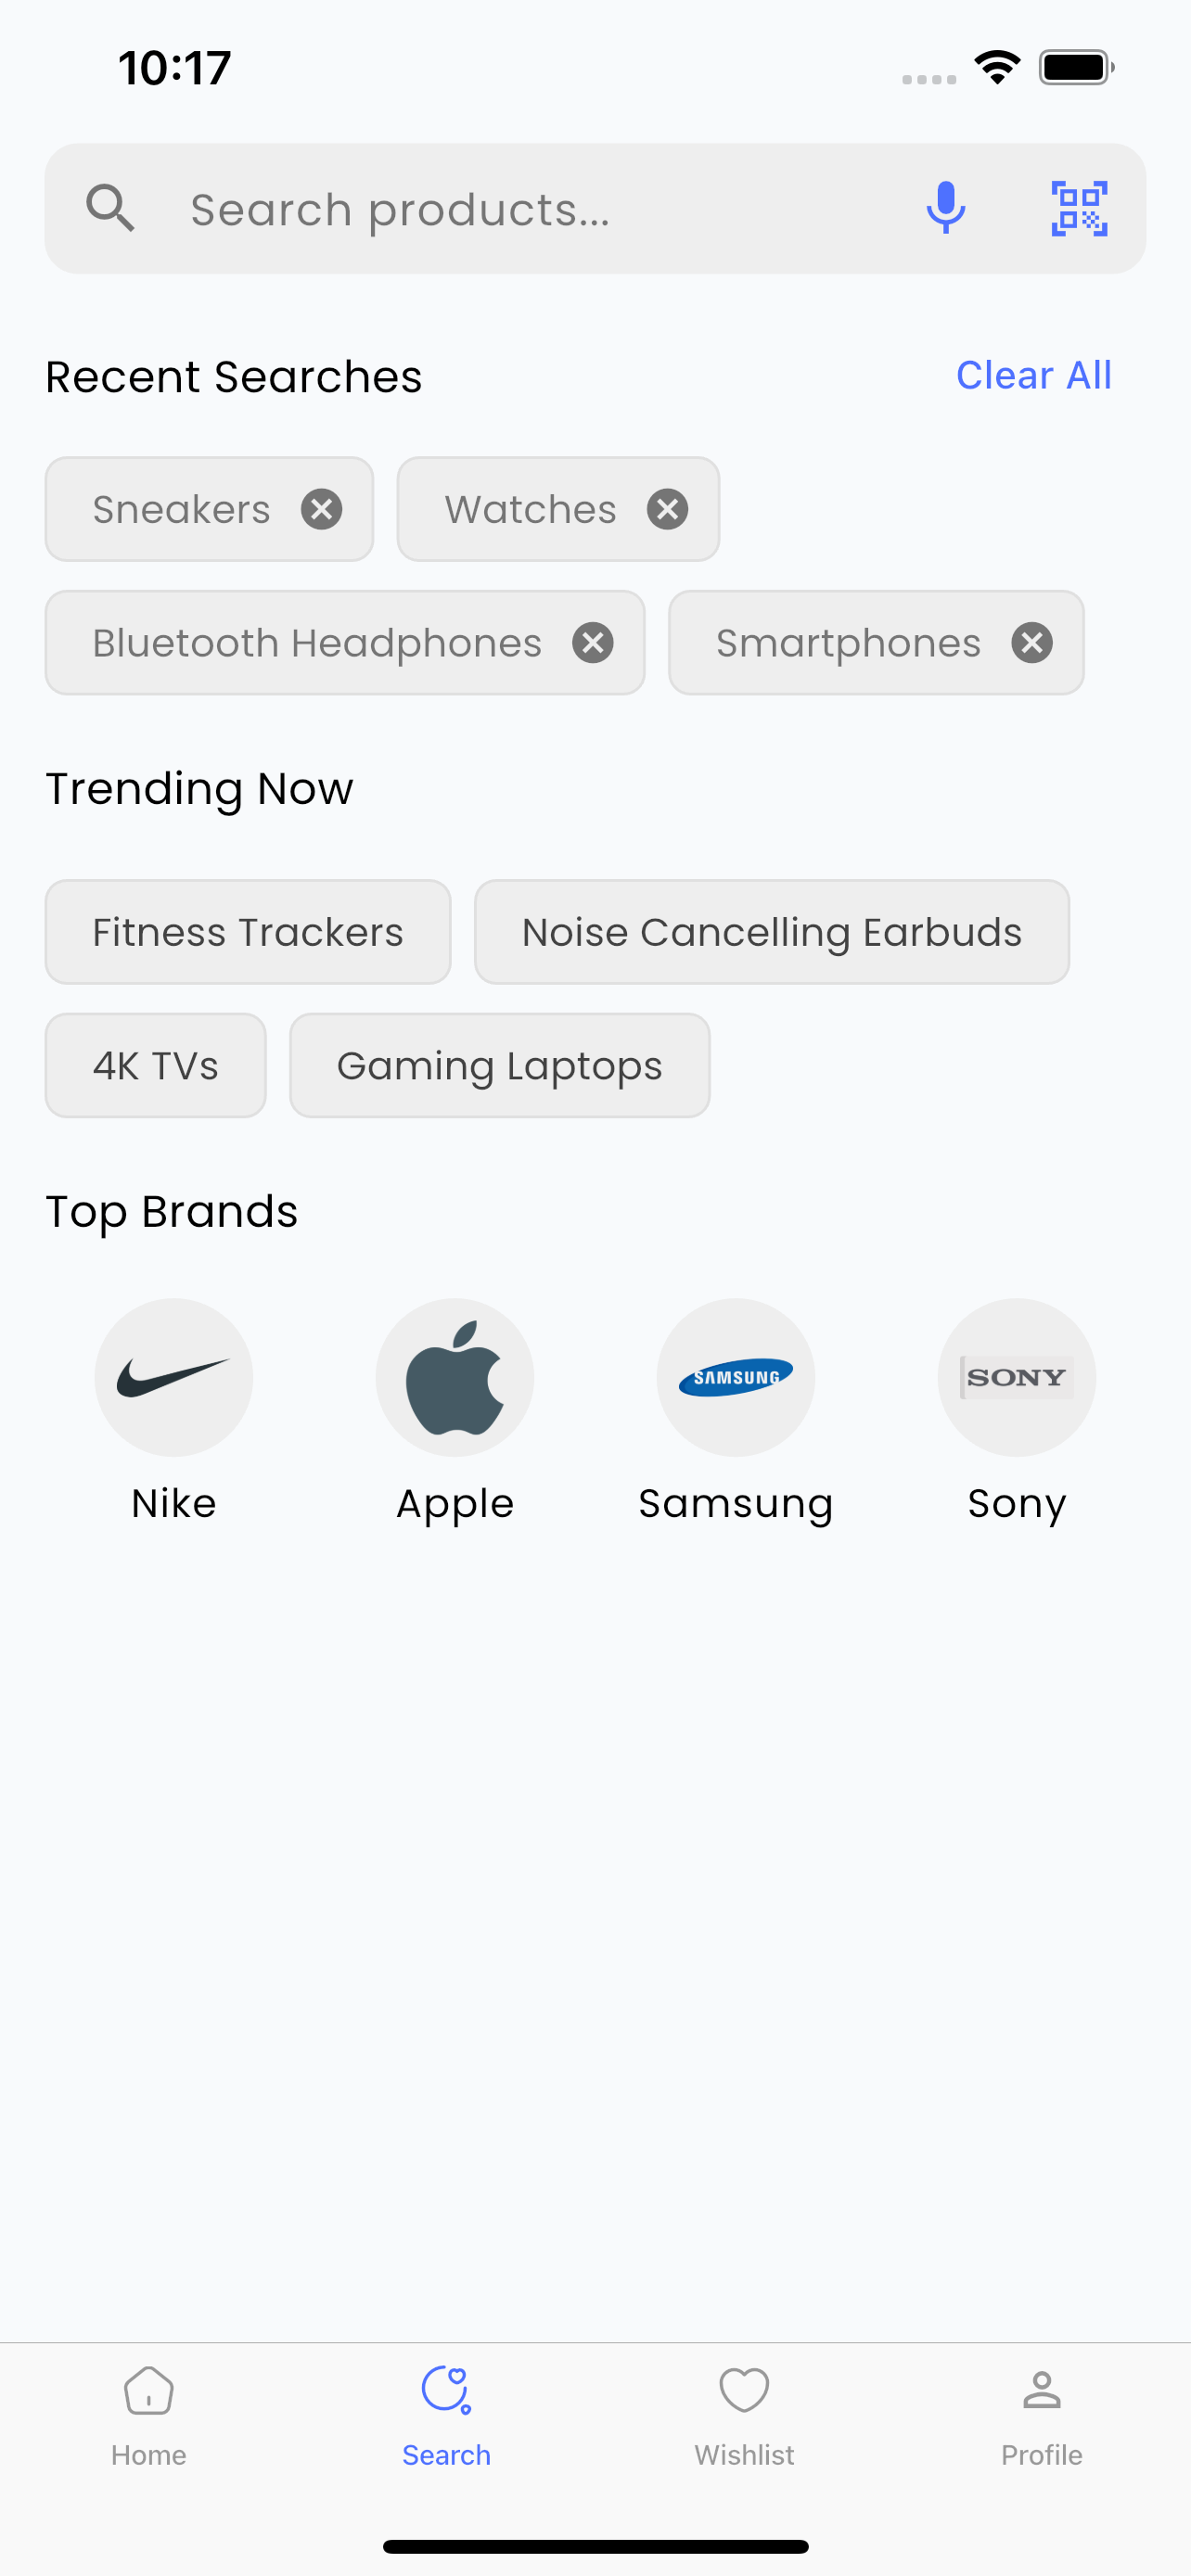 10:17
Search products...
Recent Searches Clear All
Sneakers Watches
Bluetooth Headphones Smartphones
Trending Now
Fitness Trackers Noise Cancelling Earbuds
4K TVs Gaming Laptops
Top Brands
SAMSUNG SONY
Nike Apple Samsung Sony
Home Search Wishlist Profile